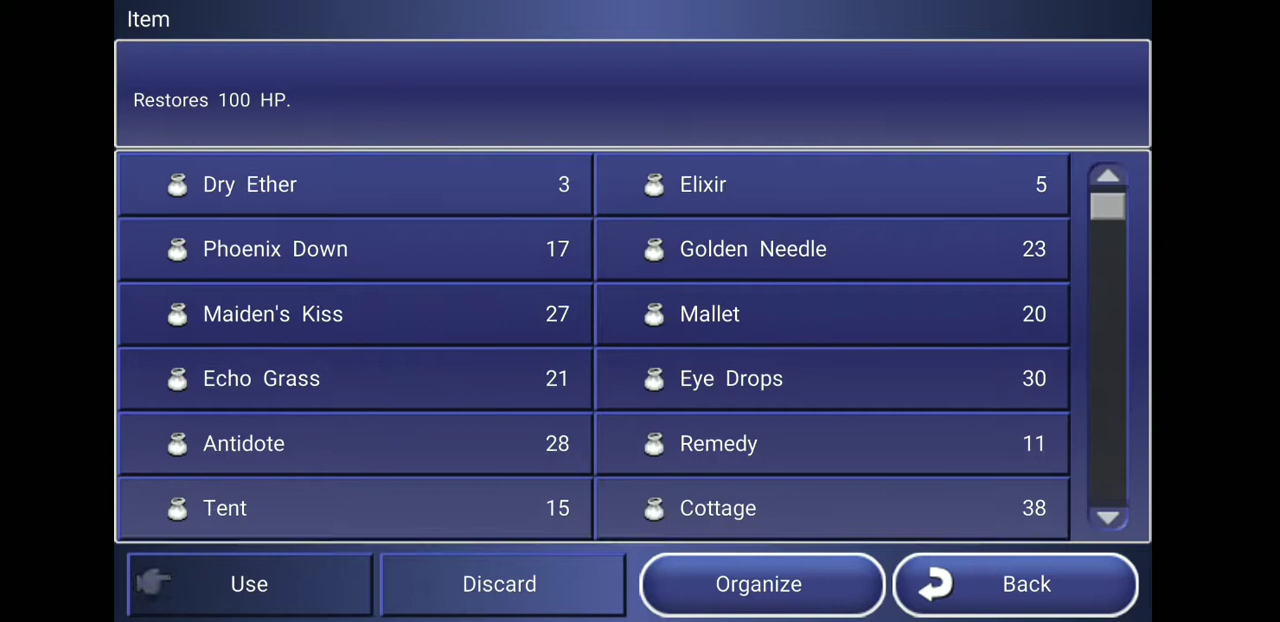 Item
Restores 100 HP.
Dry Ether 3 Elixir 5
Phoenix Down 17 Golden Needle 23
Maiden's Kiss 27 Mallet 20
Echo Grass 21 Eye Drops 30
Antidote 28 Remedy 11
Tent 15 Cottage 38
Use Discard Organize Back